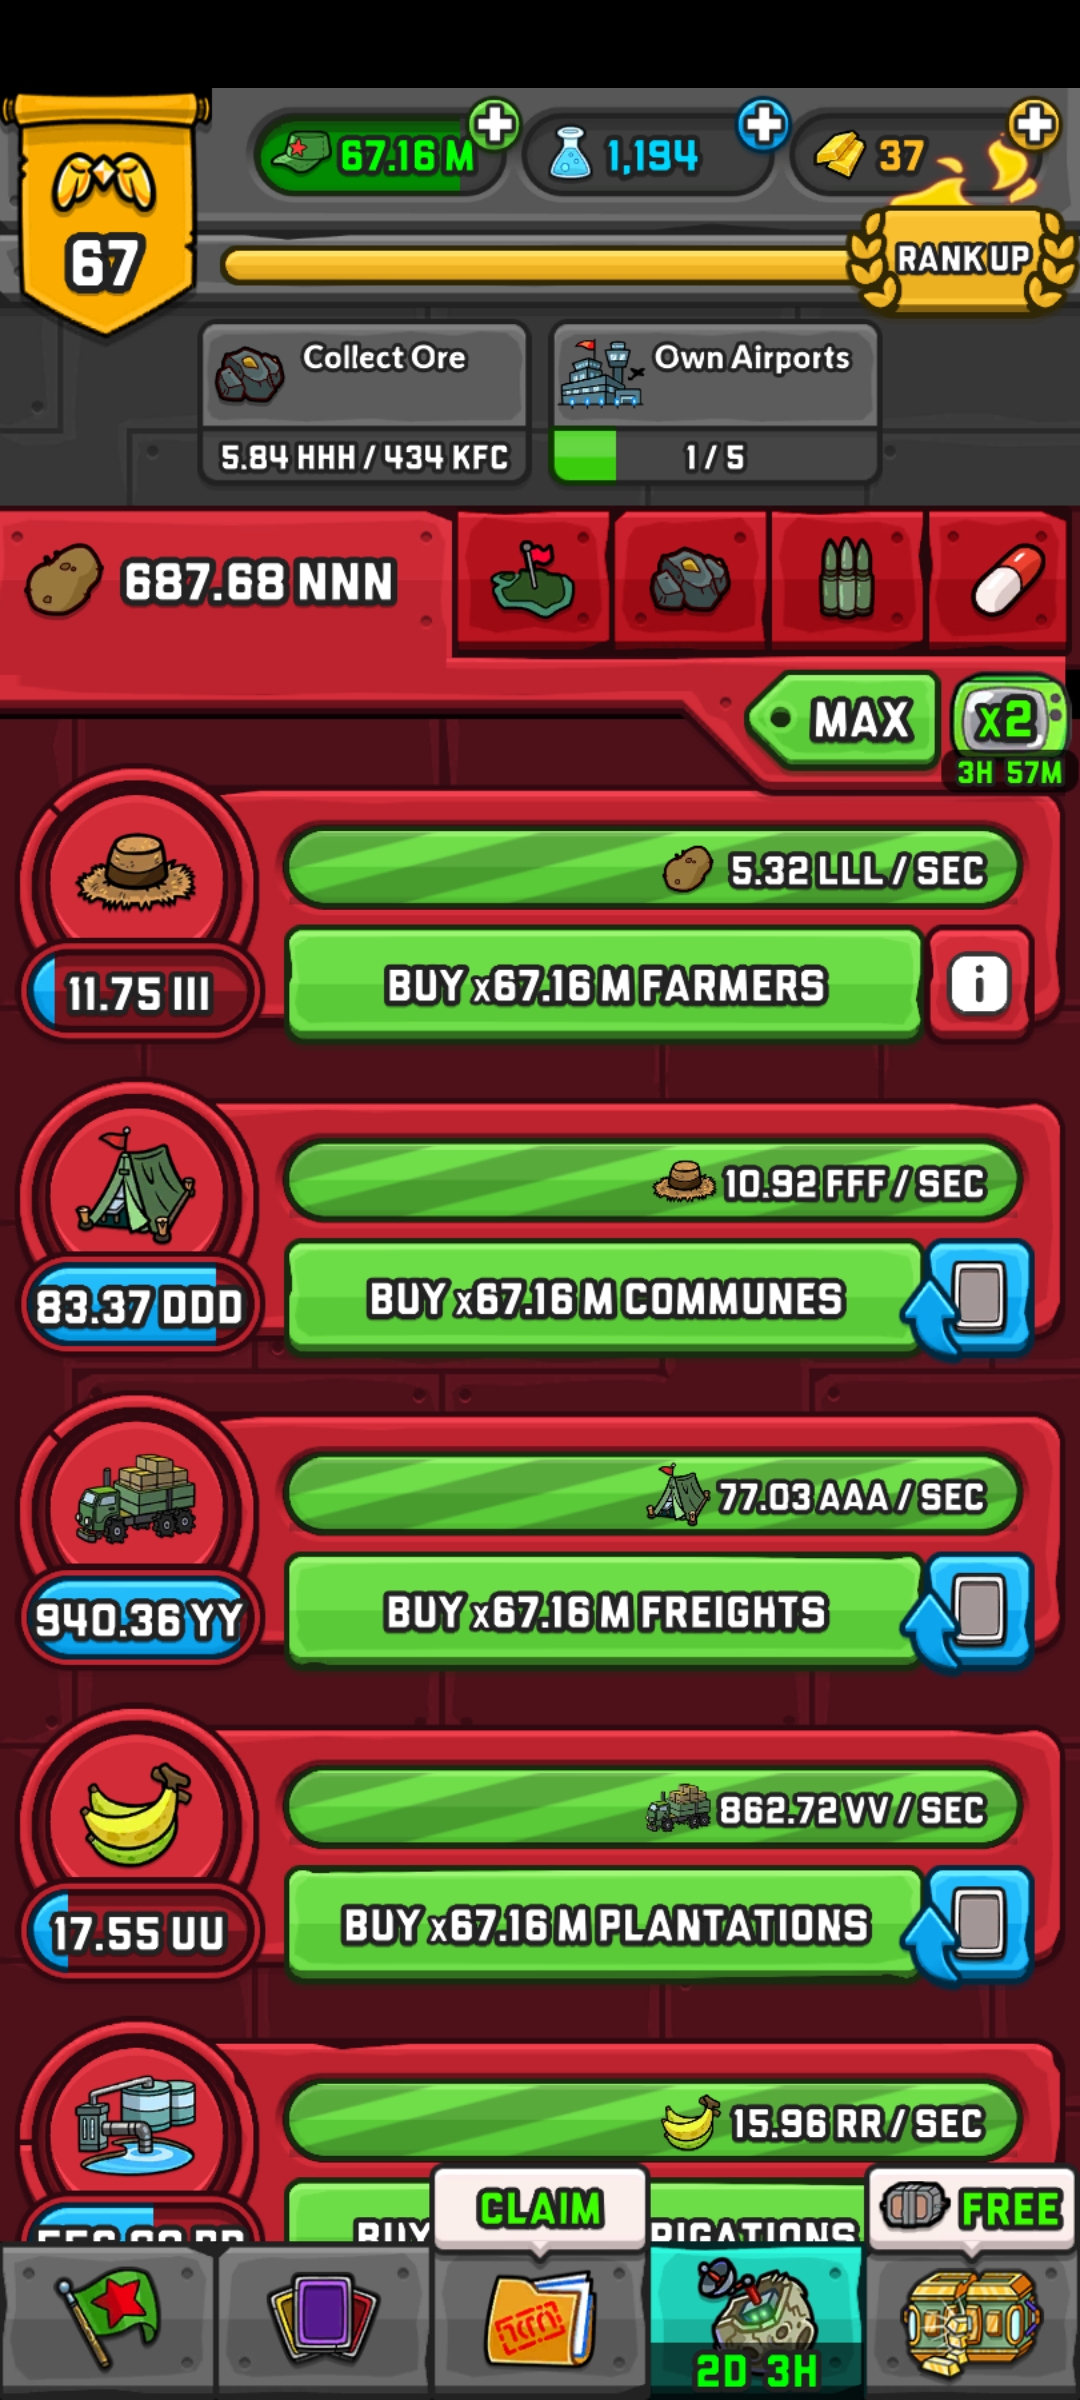 67.16 M
1,194
37
67
RANK UP
Collect Ore
Own Airports
5.84 HHH / 434 KFC
1 / 5
687.68 NNN
MAX
x2
3H 57M
5.32 LLL / SEC
11.75 III
BUY x67.16 M FARMERS
i
10.92 FFF / SEC
83.37 DDD
BUY x67.16 M COMMUNES
77.03 AAA / SEC
940.36 YY
BUY x67.16 M FREIGHTS
862.72 VV / SEC
17.55 UU
BUY x67.16 M PLANTATIONS
15.96 RR / SEC
CLAIM
FREE
BUY
2D 3H